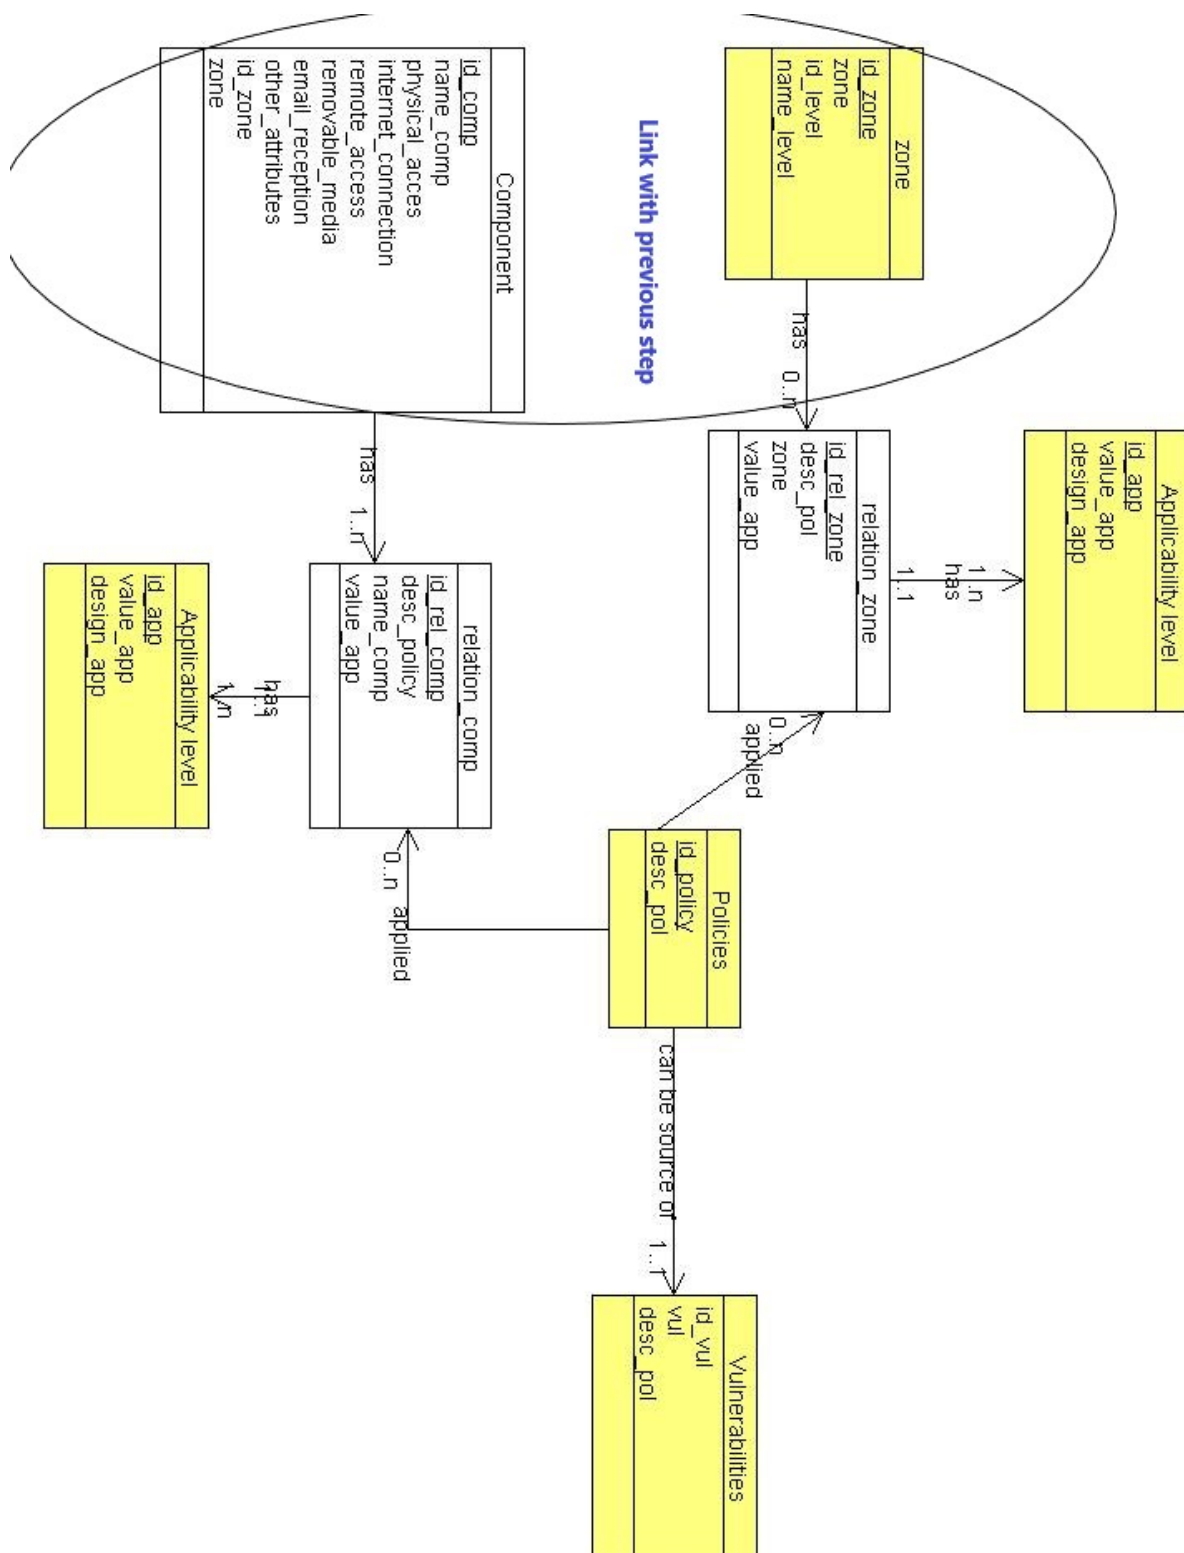 Applicability level
id_app
value_app
design_app
1..n
has
1..1
zone
id_zone
zone
id_level
name_level
has
0..n
relation_zone
id_rel_zone
desc_pol
zone
value_app
Link with previous step
0..n
applied
Component
id_comp
name_comp
physical_acces
internet_connection
remote_access
removable_media
email_reception
other_attributes
id_zone
zone
has
1..n
relation_comp
id_rel_comp
desc_policy
name_comp
value_app
has
1..1
1..n
Applicability level
id_app
value_app
design_app
0..n
applied
Policies
id_policy
desc_pol
can be source of
1..1
Vulnerabilities
id_vul
vul
desc_pol